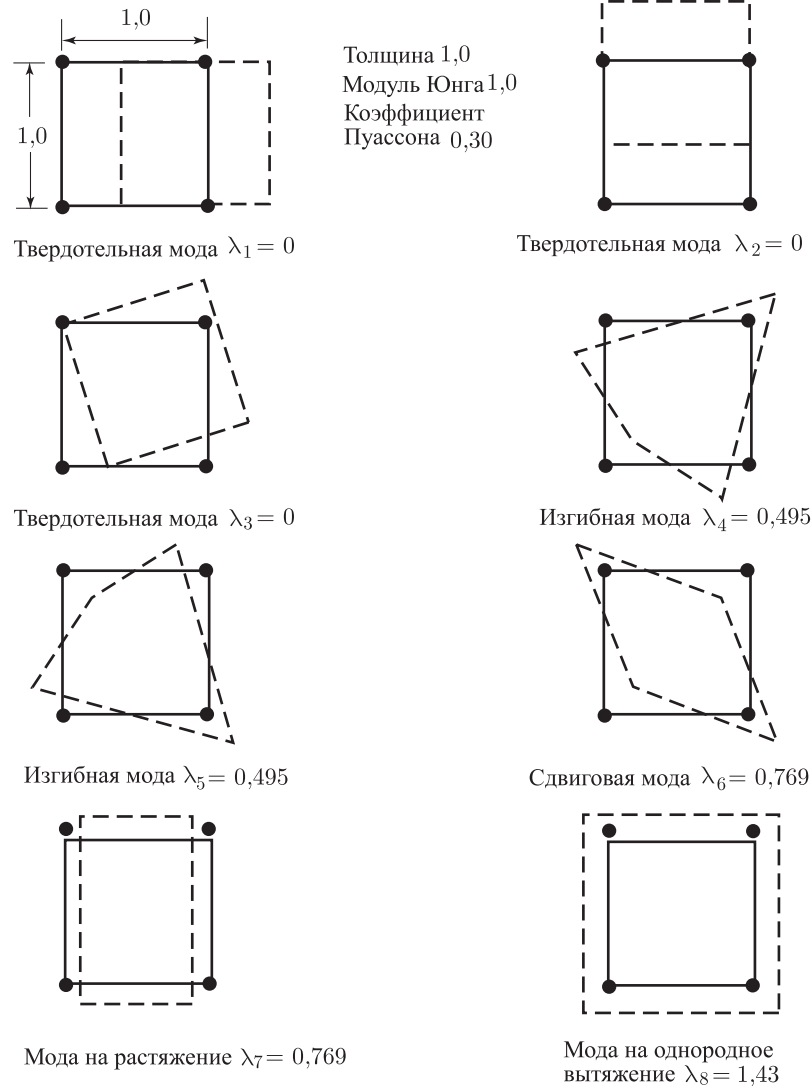 1,0
1,0
Толщина 1,0
Модуль Юнга 1,0
Коэффициент
Пуассона 0,30
Твердотельная мода λ₁ = 0
Твердотельная мода λ₂ = 0
Твердотельная мода λ₃ = 0
Изгибная мода λ₄ = 0,495
Изгибная мода λ₅ = 0,495
Сдвиговая мода λ₆ = 0,769
Мода на растяжение λ₇ = 0,769
Мода на однородное
вытяжение λ₈ = 1,43